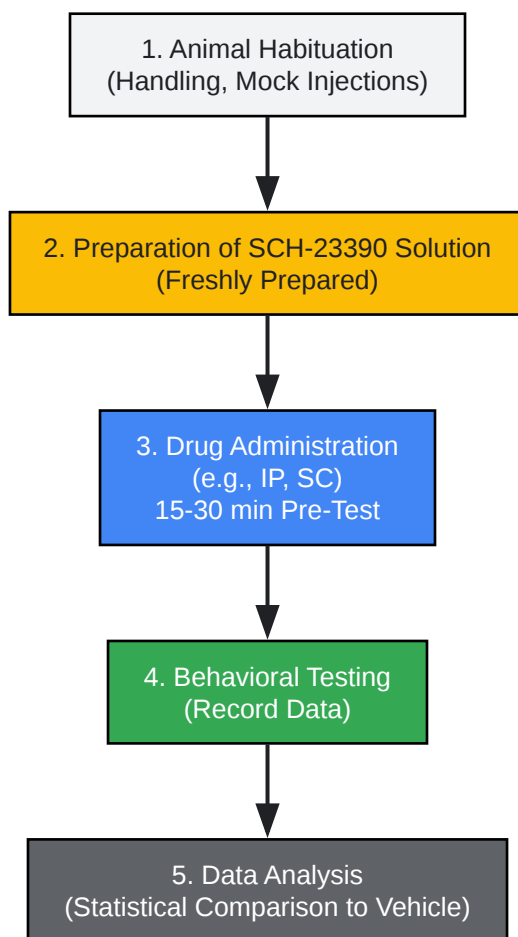 1. Animal Habituation
(Handling, Mock Injections)
2. Preparation of SCH-23390 Solution
(Freshly Prepared)
3. Drug Administration
(e.g., IP, SC)
15-30 min Pre-Test
4. Behavioral Testing
(Record Data)
5. Data Analysis
(Statistical Comparison to Vehicle)